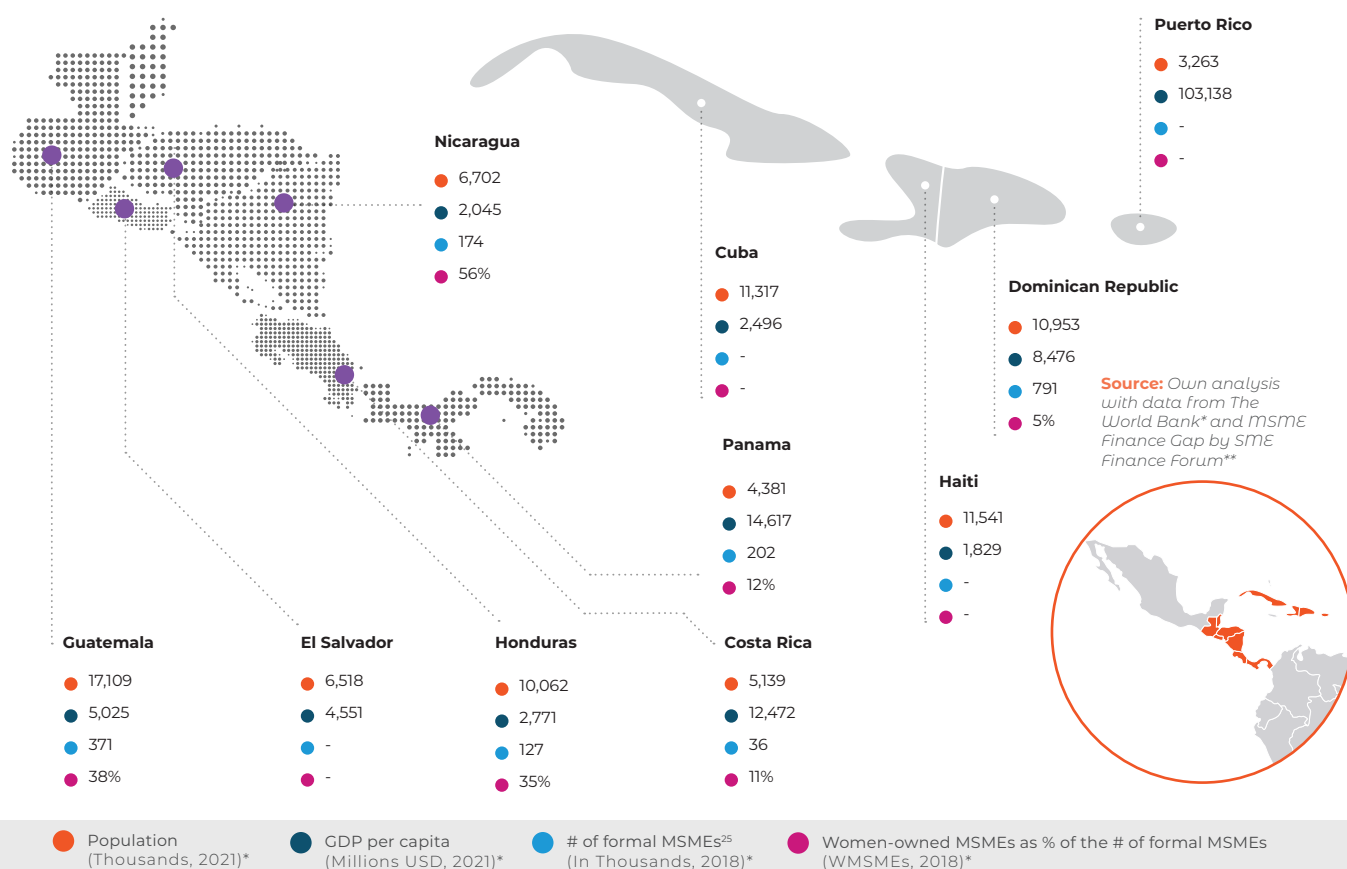 Puerto Rico
3,263
103,138
-
-
Nicaragua
6,702
2,045
174
56%
Cuba
11,317
2,496
-
-
Dominican Republic
10,953
8,476
791
5%
Source: Own analysis
with data from The
World Bank* and MSME
Finance Gap by SME
Finance Forum**
Panama
4,381
14,617
202
12%
Haiti
11,541
1,829
-
-
Guatemala
17,109
5,025
371
38%
El Salvador
6,518
4,551
-
-
Honduras
10,062
2,771
127
35%
Costa Rica
5,139
12,472
36
11%
Population
(Thousands, 2021)*
GDP per capita
(Millions USD, 2021)*
# of formal MSMEs²⁵
(In Thousands, 2018)*
Women-owned MSMEs as % of the # of formal MSMEs
(WMSMEs, 2018)*